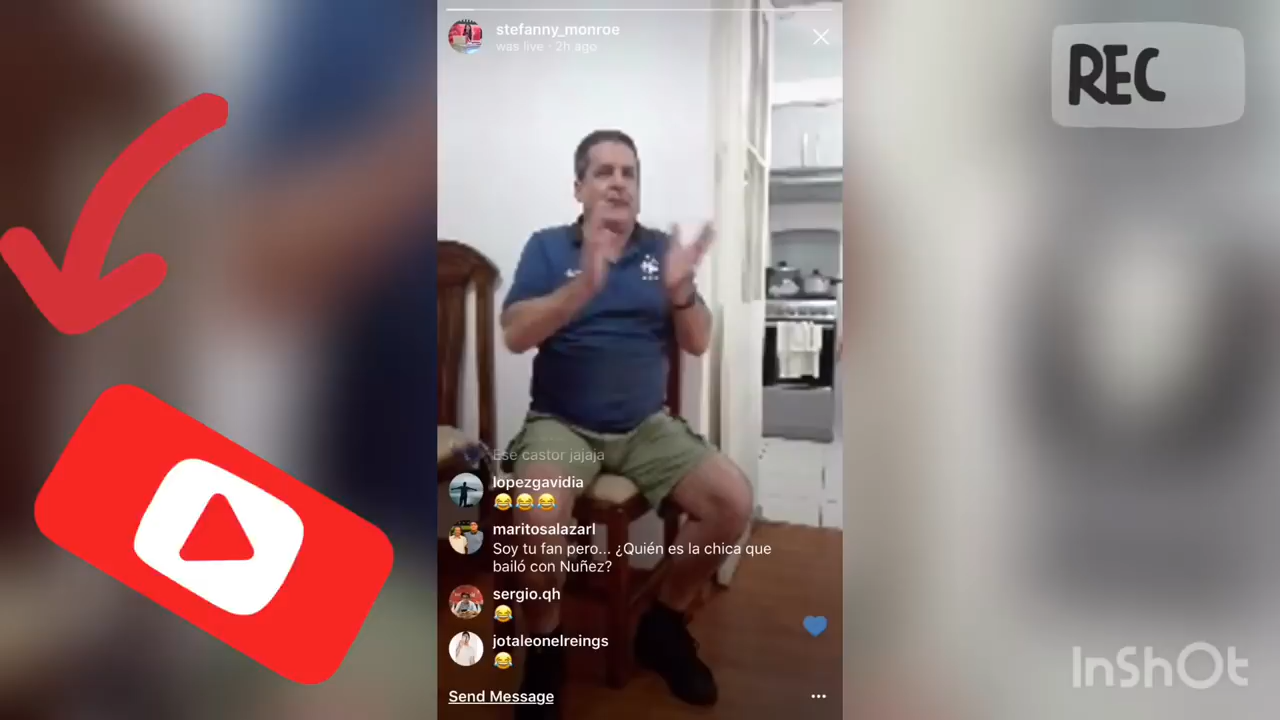 stefanny_monroe
was live · 2h ago
REC
Ese castor jajaja
lopezgavidia
😂😂😂
maritosalazarl
Soy tu fan pero... ¿Quién es la chica que
bailó con Nuñez?
sergio.qh
😂
jotaleonelreings
😂
Send Message
InShOt